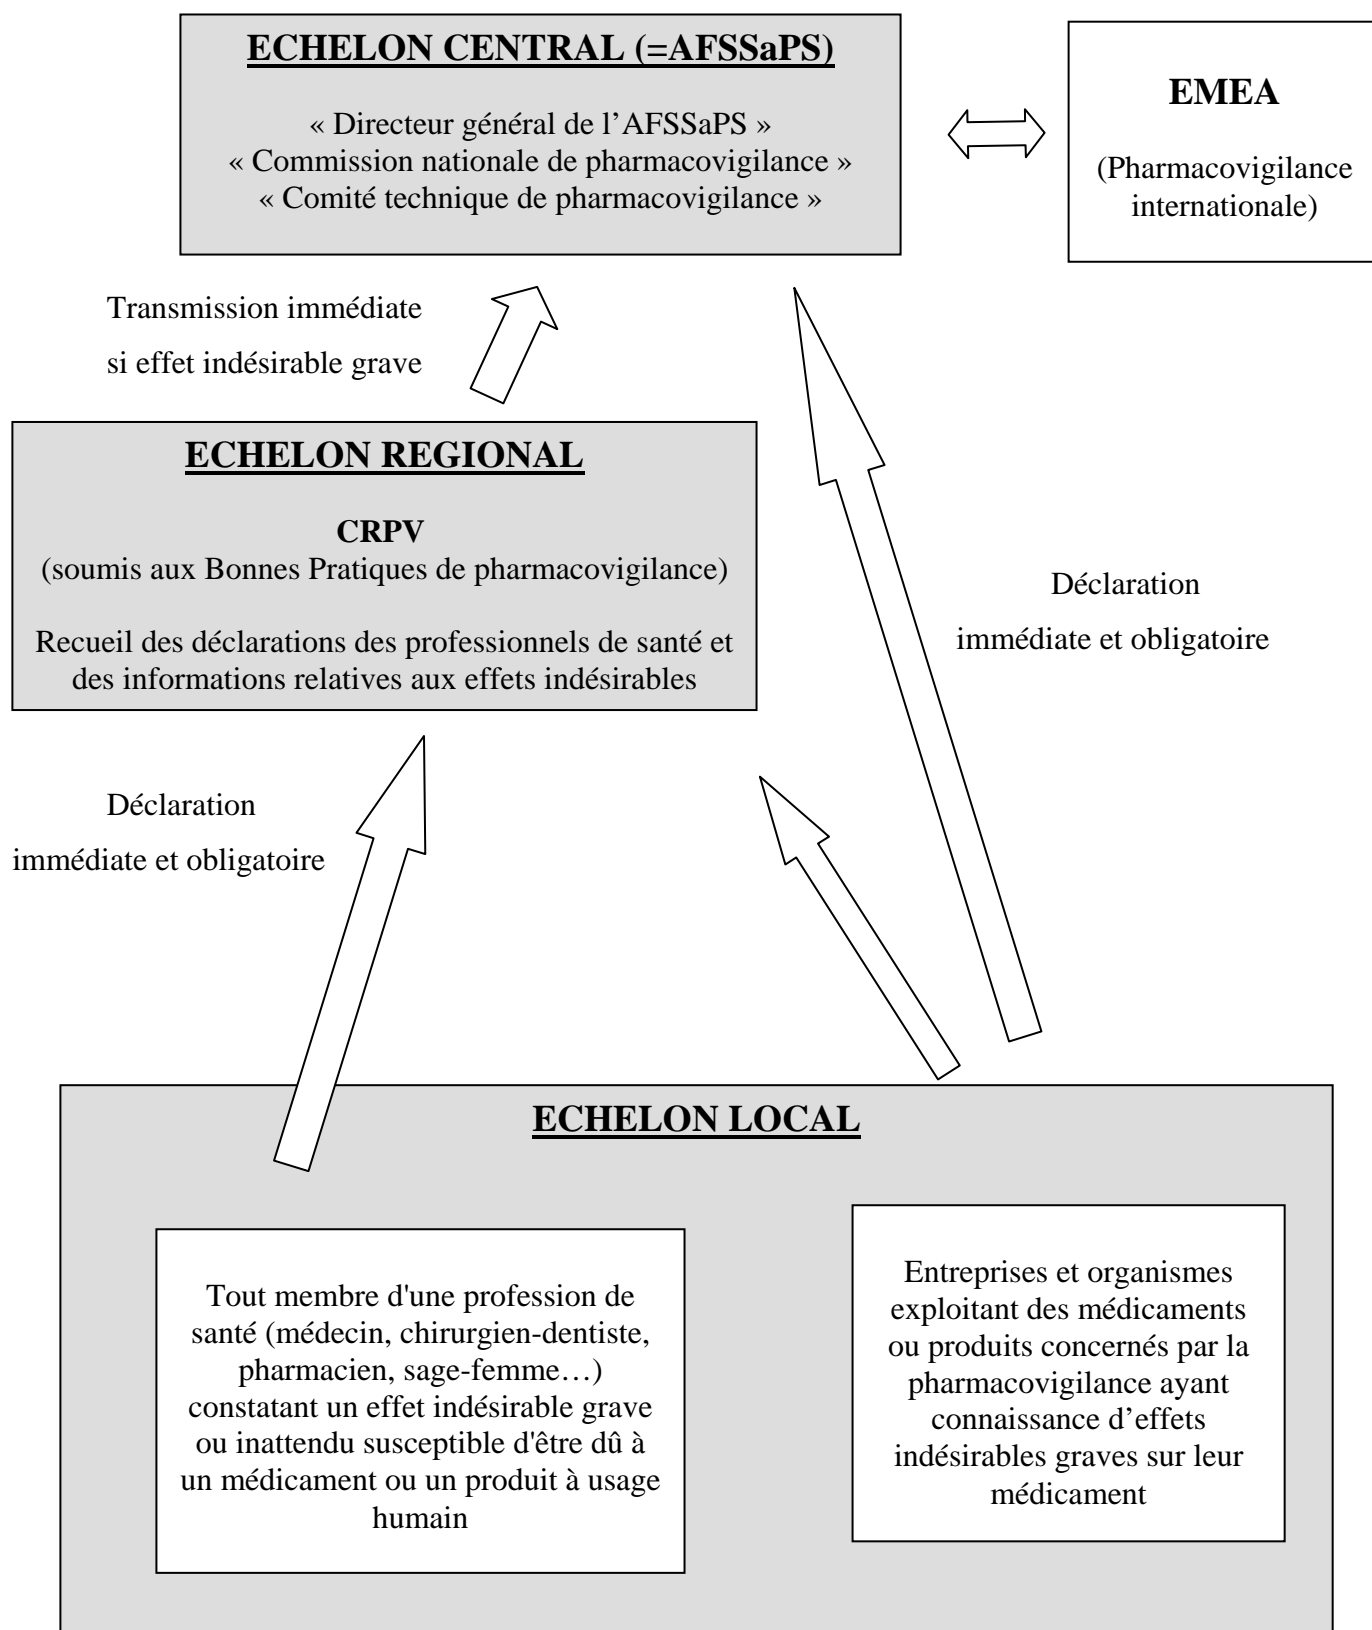 ECHELON CENTRAL (=AFSSaPS)
« Directeur général de l’AFSSaPS »
« Commission nationale de pharmacovigilance »
« Comité technique de pharmacovigilance »
EMEA
(Pharmacovigilance
internationale)
Transmission immédiate
si effet indésirable grave
ECHELON REGIONAL
CRPV
(soumis aux Bonnes Pratiques de pharmacovigilance)
Recueil des déclarations des professionnels de santé et
des informations relatives aux effets indésirables
Déclaration
immédiate et obligatoire
Déclaration
immédiate et obligatoire
ECHELON LOCAL
Tout membre d'une profession de
santé (médecin, chirurgien-dentiste,
pharmacien, sage-femme…)
constatant un effet indésirable grave
ou inattendu susceptible d'être dû à
un médicament ou un produit à usage
humain
Entreprises et organismes
exploitant des médicaments
ou produits concernés par la
pharmacovigilance ayant
connaissance d’effets
indésirables graves sur leur
médicament